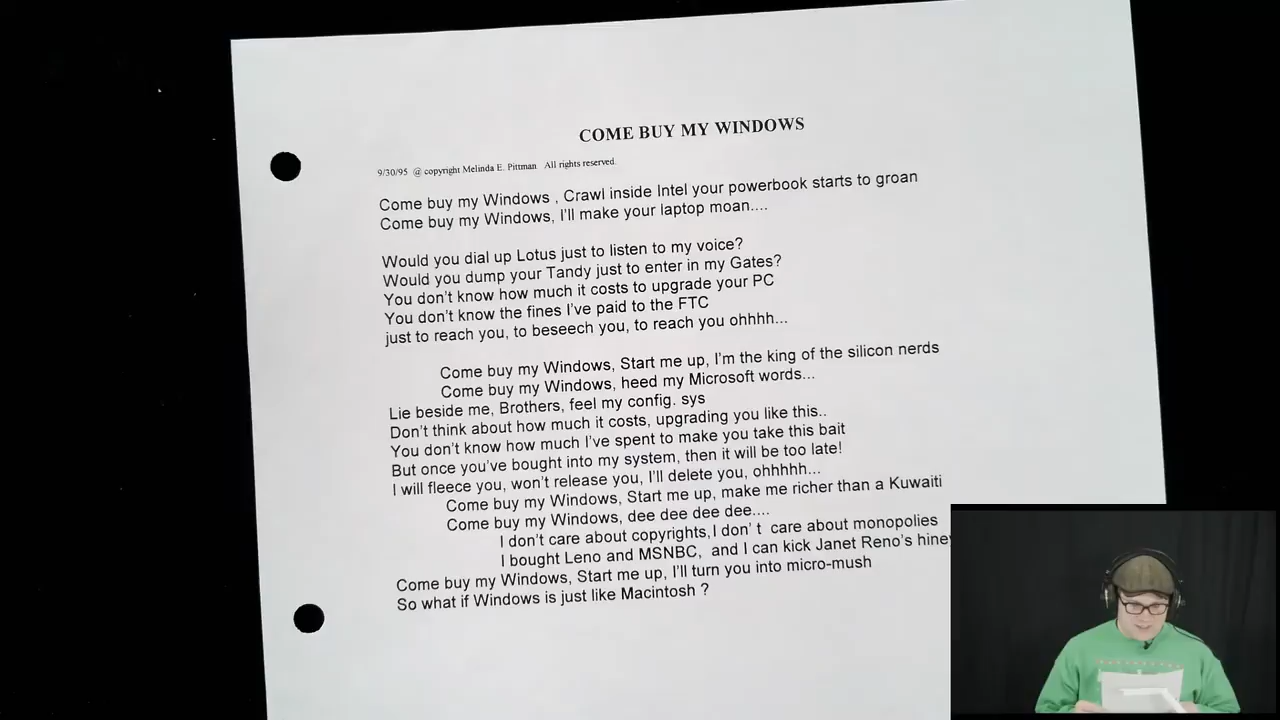 COME BUY MY WINDOWS
9/30/95 @ copyright Melinda E. Pittman All rights reserved.
Come buy my Windows , Crawl inside Intel your powerbook starts to groan
Come buy my Windows, I'll make your laptop moan....
Would you dial up Lotus just to listen to my voice?
Would you dump your Tandy just to enter in my Gates?
You don't know how much it costs to upgrade your PC
You don't know the fines I've paid to the FTC
just to reach you, to beseech you, to reach you ohhhh...
Come buy my Windows, Start me up, I'm the king of the silicon nerds
Come buy my Windows, heed my Microsoft words...
Lie beside me, Brothers, feel my config. sys
Don't think about how much it costs, upgrading you like this..
You don't know how much I've spent to make you take this bait
But once you've bought into my system, then it will be too late!
I will fleece you, won't release you, I'll delete you, ohhhhh...
Come buy my Windows, Start me up, make me richer than a Kuwaiti
Come buy my Windows, dee dee dee dee....
I don't care about copyrights, I don' t care about monopolies
I bought Leno and MSNBC, and I can kick Janet Reno's hiney
Come buy my Windows, Start me up, I'll turn you into micro-mush
So what if Windows is just like Macintosh ?